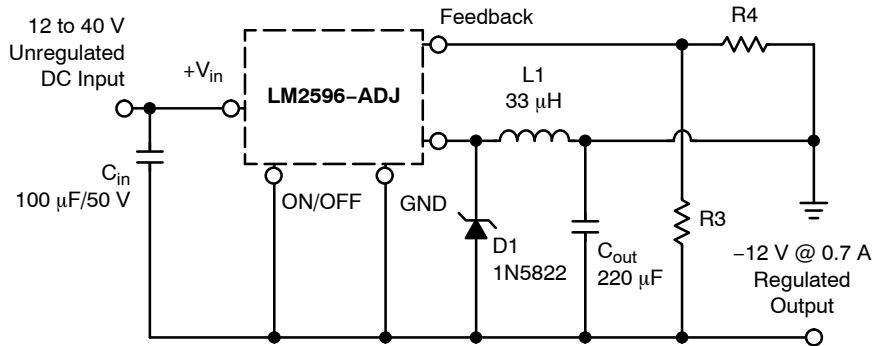 12 to 40 V
Unregulated
DC Input
+Vin
Feedback
R4
LM2596−ADJ
L1
33 μH
Cin
100 μF/50 V
ON/OFF
GND
D1
1N5822
Cout
220 μF
R3
−12 V @ 0.7 A
Regulated
Output